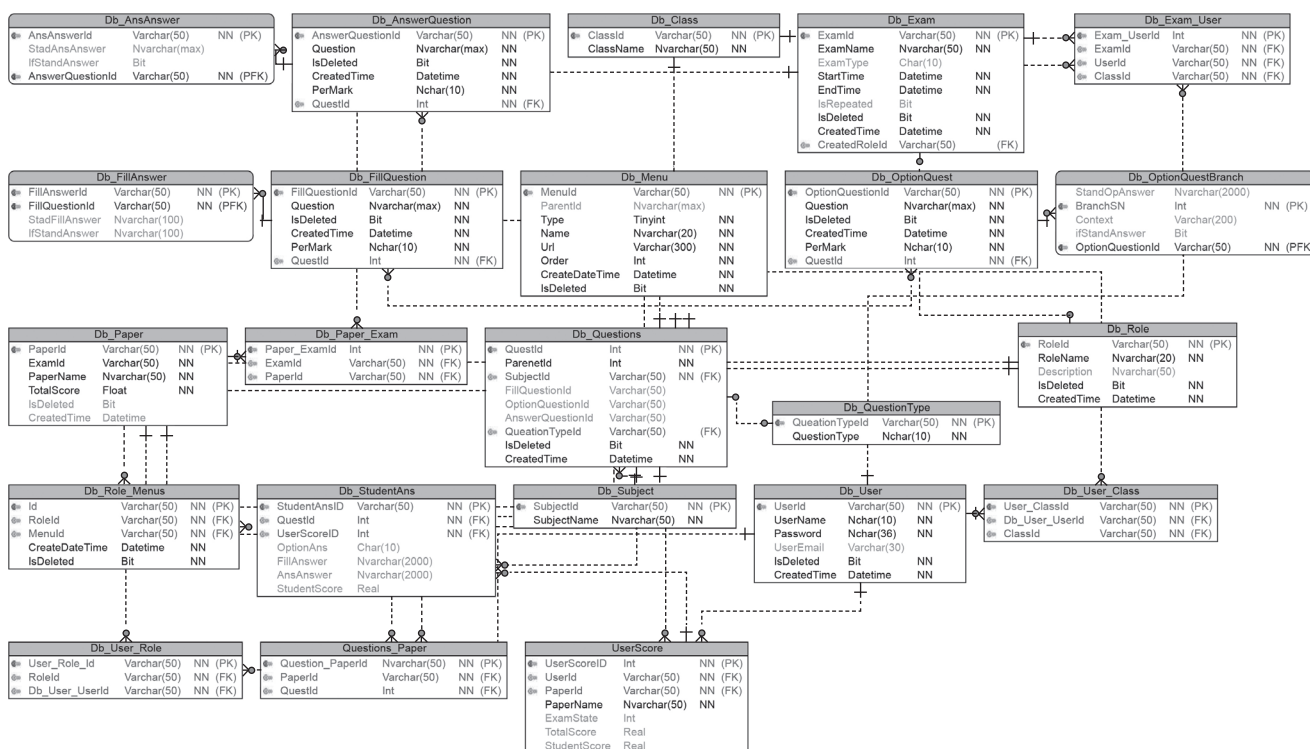 Db_AnsAnswer
AnsAnswerId Varchar(50) NN (PK)
StadAnsAnswer Nvarchar(max)
IfStandAnswer Bit
AnswerQuestionId Varchar(50) NN (PFK)
Db_AnswerQuestion
AnswerQuestionId Varchar(50) NN (PK)
Question Nvarchar(max) NN
IsDeleted Bit NN
CreatedTime Datetime NN
PerMark Nchar(10) NN
QuestId Int NN (FK)
Db_Class
ClassId Varchar(50) NN (PK)
ClassName Nvarchar(50) NN
Db_Exam
ExamId Varchar(50) NN (PK)
ExamName Nvarchar(50) NN
ExamType Char(10)
StartTime Datetime NN
EndTime Datetime NN
IsRepeated Bit
IsDeleted Bit NN
CreatedTime Datetime NN
CreatedRoleId Varchar(50) (FK)
Db_Exam_User
Exam_UserId Int NN (PK)
ExamId Varchar(50) NN (FK)
UserId Varchar(50) NN (FK)
ClassId Varchar(50) NN (FK)
Db_FillAnswer
FillAnswerId Varchar(50) NN (PK)
FillQuestionId Varchar(50) NN (PFK)
StadFillAnswer Nvarchar(100)
IfStandAnswer Nvarchar(100)
Db_FillQuestion
FillQuestionId Varchar(50) NN (PK)
Question Nvarchar(max) NN
IsDeleted Bit NN
CreatedTime Datetime NN
PerMark Nchar(10) NN
QuestId Int NN (FK)
Db_Menu
MenuId Varchar(50) NN (PK)
ParentId Nvarchar(max)
Type Tinyint NN
Name Nvarchar(20) NN
Url Varchar(300) NN
Order Int NN
CreateDateTime Datetime NN
IsDeleted Bit NN
Db_OptionQuest
OptionQuestionId Varchar(50) NN (PK)
Question Nvarchar(max) NN
IsDeleted Bit NN
CreatedTime Datetime NN
PerMark Nchar(10) NN
QuestId Int NN (FK)
Db_OptionQuestBranch
StandOpAnswer Nvarchar(2000)
BranchSN Int NN (PK)
Context Varchar(200)
ifStandAnswer Bit
OptionQuestionId Varchar(50) NN (PFK
Db_Paper
PaperId Varchar(50) NN (PK)
ExamId Varchar(50) NN
PaperName Nvarchar(50) NN
TotalScore Float NN
IsDeleted Bit
CreatedTime Datetime
Db_Paper_Exam
Paper_ExamId Int NN (PK)
ExamId Varchar(50) NN (FK)
PaperId Varchar(50) NN (FK)
Db_Questions
QuestId Int NN (PK)
ParenetId Int NN
SubjectId Varchar(50) NN (FK)
FillQuestionId Varchar(50)
OptionQuestionId Varchar(50)
AnswerQuestionId Varchar(50)
QueationTypeId Varchar(50) (FK)
IsDeleted Bit NN
CreatedTime Datetime NN
Db_Role
RoleId Varchar(50) NN (PK)
RoleName Nvarchar(20) NN
Description Nvarchar(50)
IsDeleted Bit NN
CreatedTime Datetime NN
Db_QuestionType
QueationTypeId Varchar(50) NN (PK)
QuestionType Nchar(10) NN
Db_Role_Menus
Id Varchar(50) NN (PK)
RoleId Varchar(50) NN (FK)
MenuId Varchar(50) NN (FK)
CreateDateTime Datetime NN
IsDeleted Bit NN
Db_StudentAns
StudentAnsID Varchar(50) NN (PK)
QuestId Int NN (FK)
UserScoreID Int NN (FK)
OptionAns Char(10)
FillAnswer Nvarchar(2000)
AnsAnswer Nvarchar(2000)
StudentScore Real
Db_Subject
SubjectId Varchar(50) NN (PK)
SubjectName Nvarchar(50) NN
Db_User
UserId Varchar(50) NN (PK)
UserName Nchar(10) NN
Password Nchar(36) NN
UserEmail Varchar(30)
IsDeleted Bit NN
CreatedTime Datetime NN
Db_User_Class
User_ClassId Varchar(50) NN (PK)
Db_User_UserId Varchar(50) NN (FK)
ClassId Varchar(50) NN (FK)
Db_User_Role
User_Role_Id Varchar(50) NN (PK)
RoleId Varchar(50) NN (FK)
Db_User_UserId Varchar(50) NN (FK)
Questions_Paper
Question_PaperId Nvarchar(50) NN (PK)
PaperId Varchar(50) NN (FK)
QuestId Int NN (FK)
UserScore
UserScoreID Int NN (PK)
UserId Varchar(50) NN (FK)
PaperId Varchar(50) NN (FK)
PaperName Nvarchar(50) NN
ExamState Int
TotalScore Real
StudentScore Real